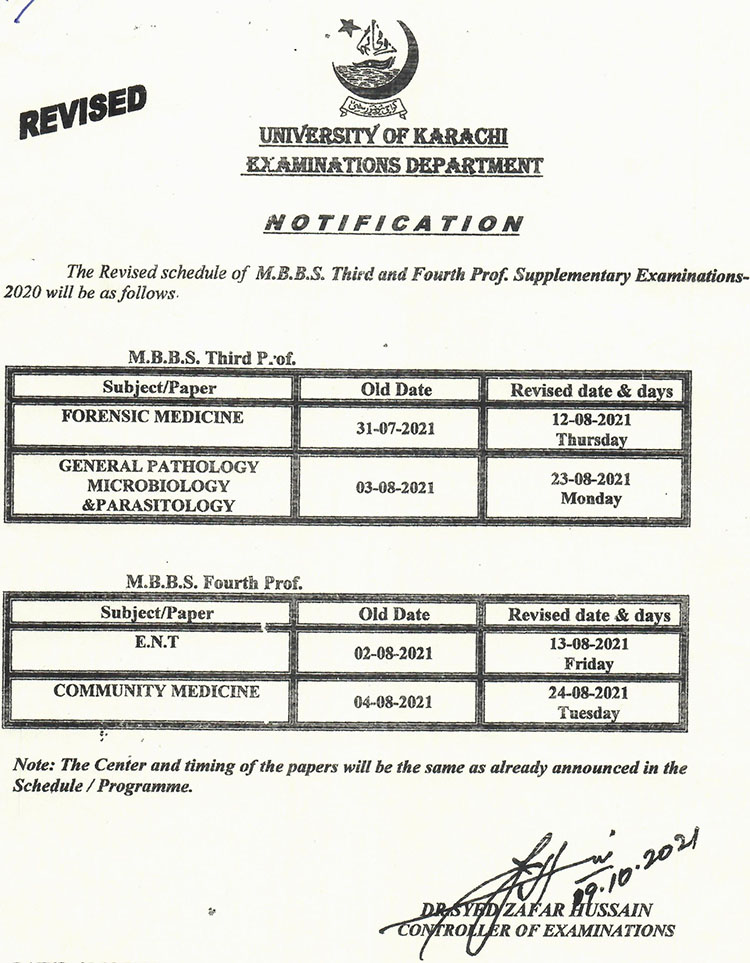 REVISED
UNIVERSITY OF KARACHI
EXAMINATIONS DEPARTMENT
NOTIFICATION
The Revised schedule of M.B.B.S. Third and Fourth Prof. Supplementary Examinations-
2020 will be as follows.
M.B.B.S. Third Prof.
Subject/Paper Old Date Revised date & days
FORENSIC MEDICINE 31-07-2021 12-08-2021 Thursday
GENERAL PATHOLOGY MICROBIOLOGY &PARASITOLOGY 03-08-2021 23-08-2021 Monday
M.B.B.S. Fourth Prof.
Subject/Paper Old Date Revised date & days
E.N.T 02-08-2021 13-08-2021 Friday
COMMUNITY MEDICINE 04-08-2021 24-08-2021 Tuesday
Note: The Center and timing of the papers will be the same as already announced in the
Schedule / Programme.
09.10.2021
DR.SYED ZAFAR HUSSAIN
CONTROLLER OF EXAMINATIONS